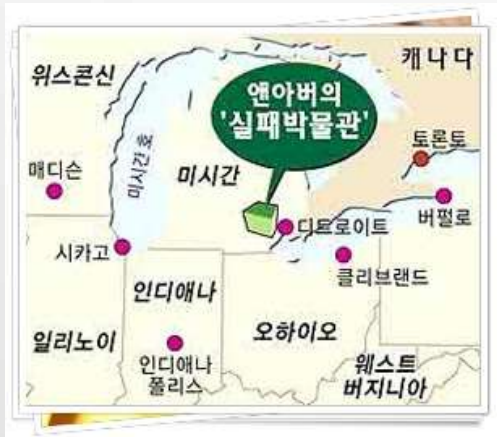 캐나다
위스콘신
앤아버의
'실패박물관'
토론토
매디슨
미시간호
미시간
버펄로
디트로이트
시카고
클리브랜드
인디애나
일리노이
오하이오
인디애나
폴리스
웨스트
버지니아